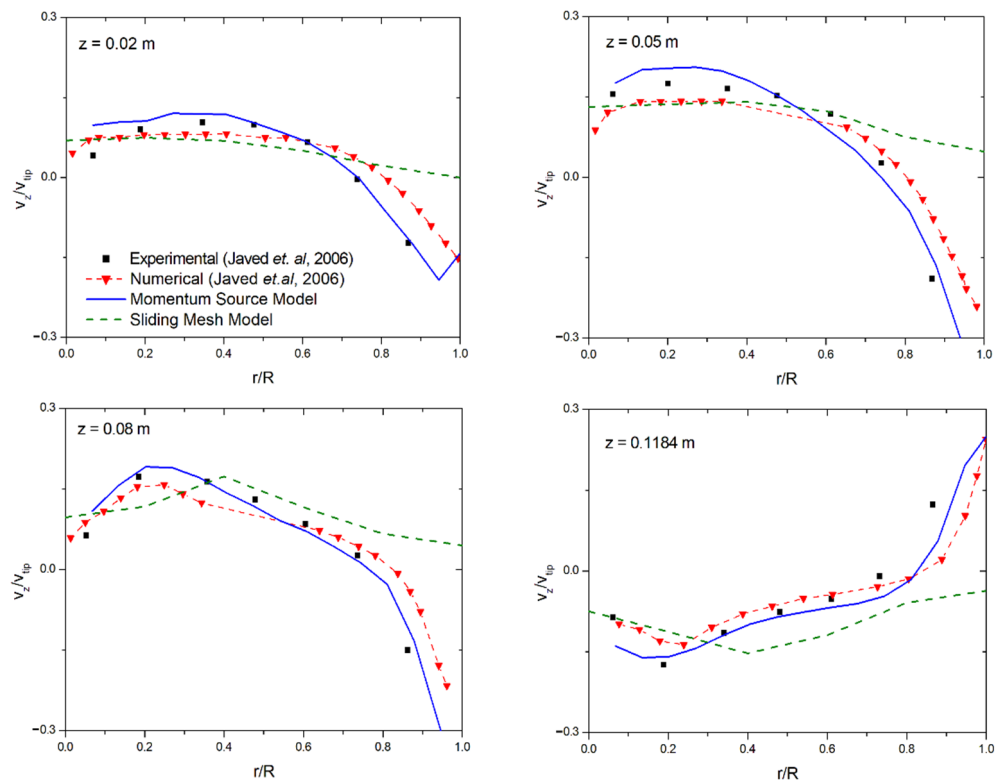 0.3
z = 0.02 m
0.0
−0.3
v_z/v_tip
Experimental (Javed et. al, 2006)
Numerical (Javed et.al, 2006)
Momentum Source Model
Sliding Mesh Model
0.0 0.2 0.4 0.6 0.8 1.0
r/R
0.3
z = 0.05 m
0.0
−0.3
v_z/v_tip
0.0 0.2 0.4 0.6 0.8 1.0
r/R
0.3
z = 0.08 m
0.0
−0.3
v_z/v_tip
0.0 0.2 0.4 0.6 0.8 1.0
r/R
0.3
z = 0.1184 m
0.0
−0.3
v_z/v_tip
0.0 0.2 0.4 0.6 0.8 1.0
r/R